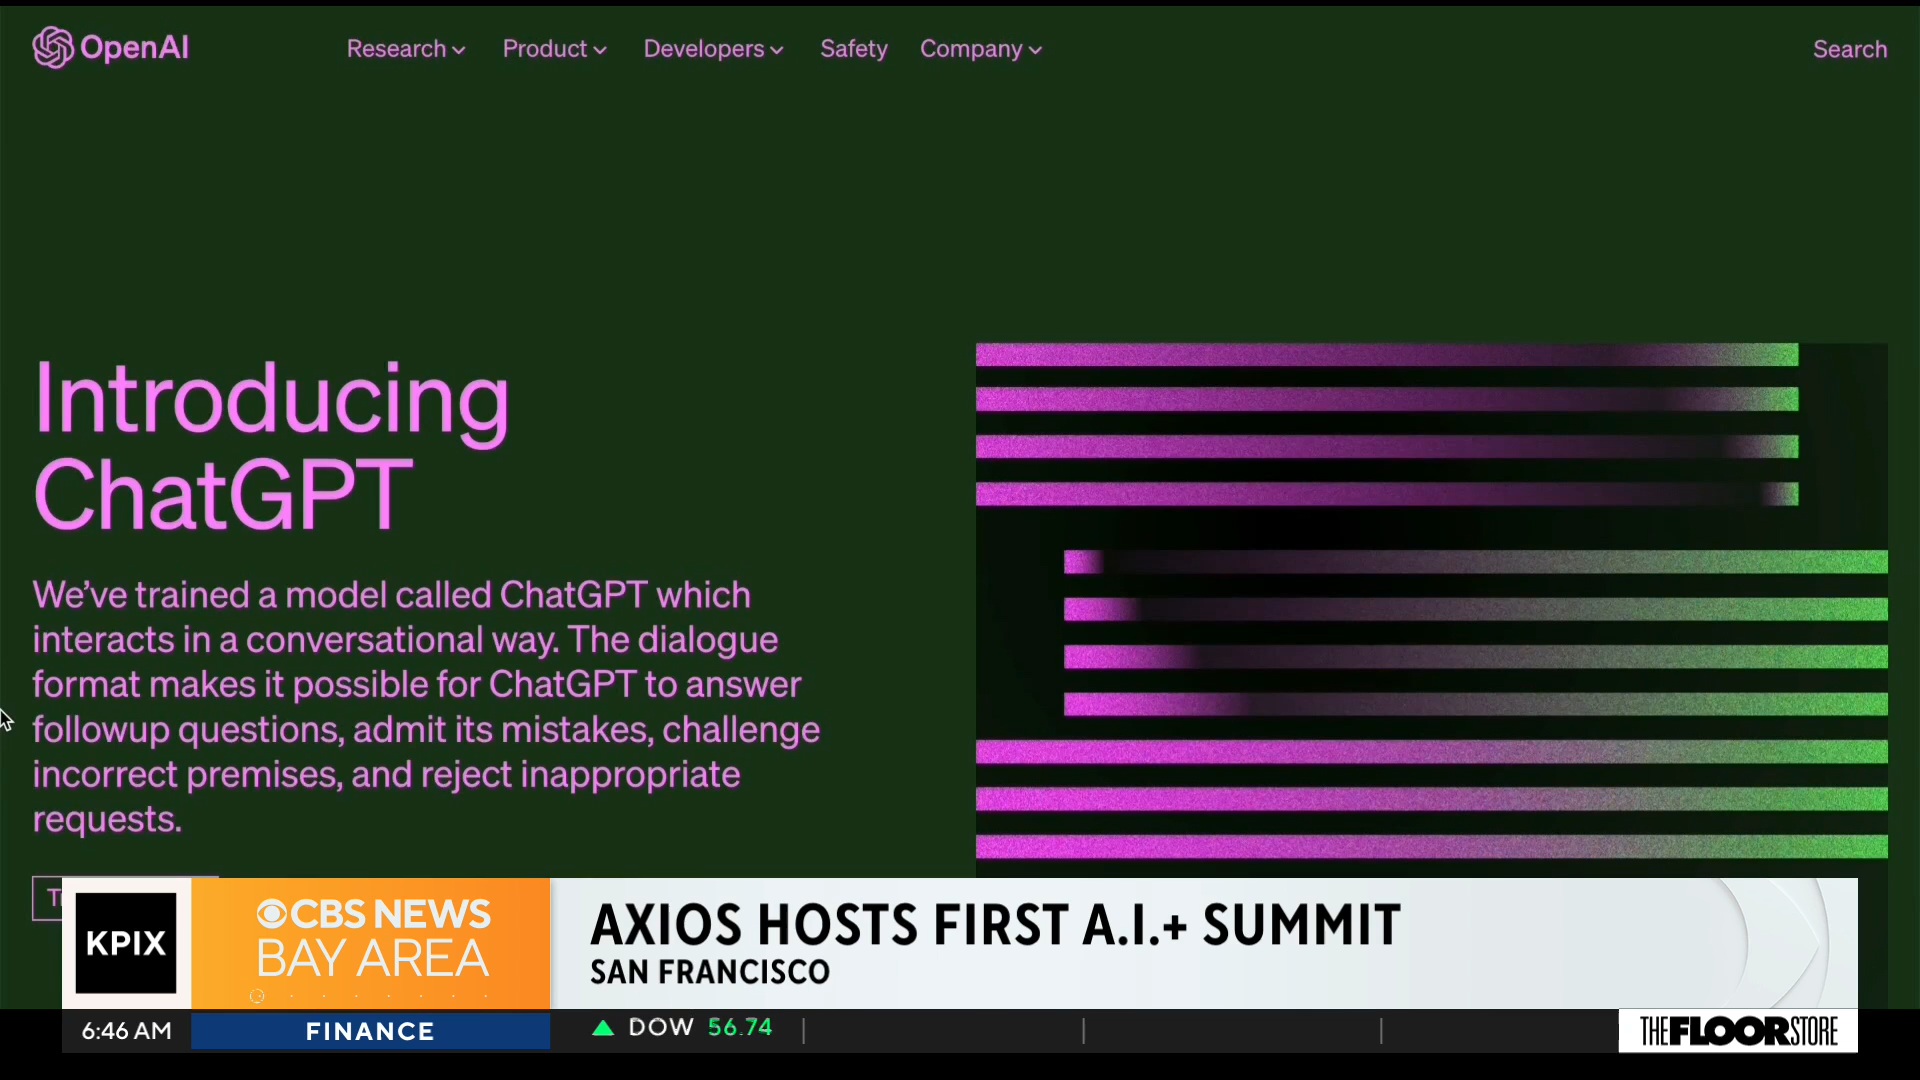 OpenAI
Research
Product
Developers
Safety
Company
Search
Introducing
ChatGPT
We've trained a model called ChatGPT which
interacts in a conversational way. The dialogue
format makes it possible for ChatGPT to answer
followup questions, admit its mistakes, challenge
incorrect premises, and reject inappropriate
requests.
KPIX
CBS NEWS
BAY AREA
AXIOS HOSTS FIRST A.I.+ SUMMIT
SAN FRANCISCO
6:46 AM
FINANCE
DOW 56.74
THE FLOOR STORE